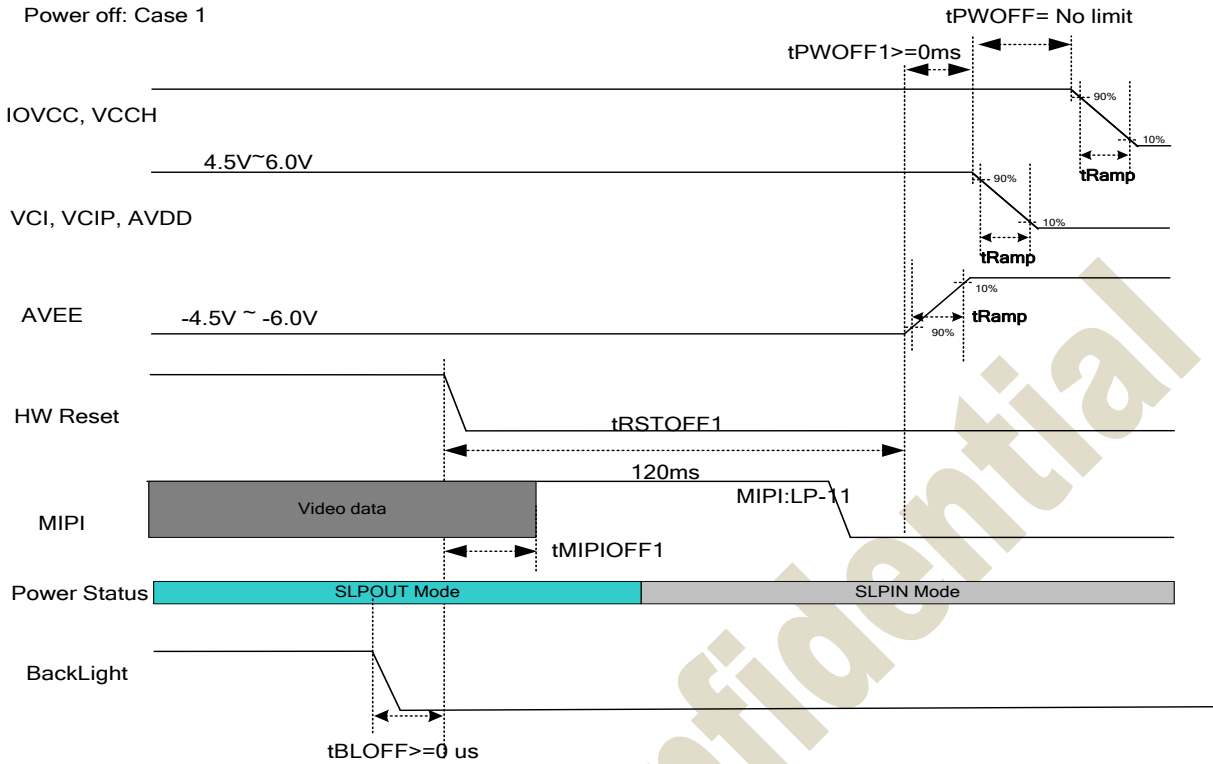 Power off: Case 1
tPWOFF= No limit
tPWOFF1>=0ms
IOVCC, VCCH
90%
10%
tRamp
4.5V~6.0V
VCI, VCIP, AVDD
90%
10%
tRamp
AVEE
-4.5V ~ -6.0V
10%
90%
tRamp
HW Reset
tRSTOFF1
120ms
MIPI
Video data
MIPI:LP-11
tMIPIOFF1
Power Status
SLPOUT Mode
SLPIN Mode
BackLight
tBLOFF>=0 us
nfidential